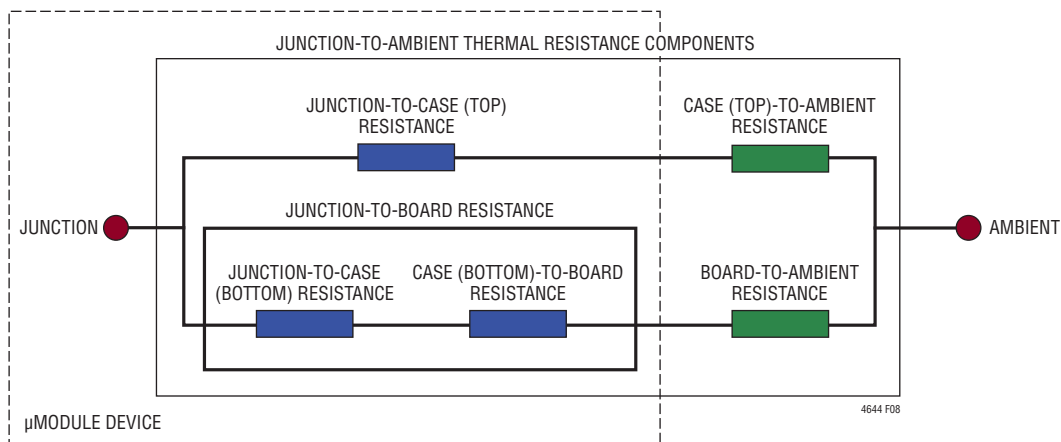 JUNCTION-TO-AMBIENT THERMAL RESISTANCE COMPONENTS
JUNCTION-TO-CASE (TOP)
RESISTANCE
CASE (TOP)-TO-AMBIENT
RESISTANCE
JUNCTION-TO-BOARD RESISTANCE
JUNCTION
AMBIENT
JUNCTION-TO-CASE
(BOTTOM) RESISTANCE
CASE (BOTTOM)-TO-BOARD
RESISTANCE
BOARD-TO-AMBIENT
RESISTANCE
4644 F08
µMODULE DEVICE